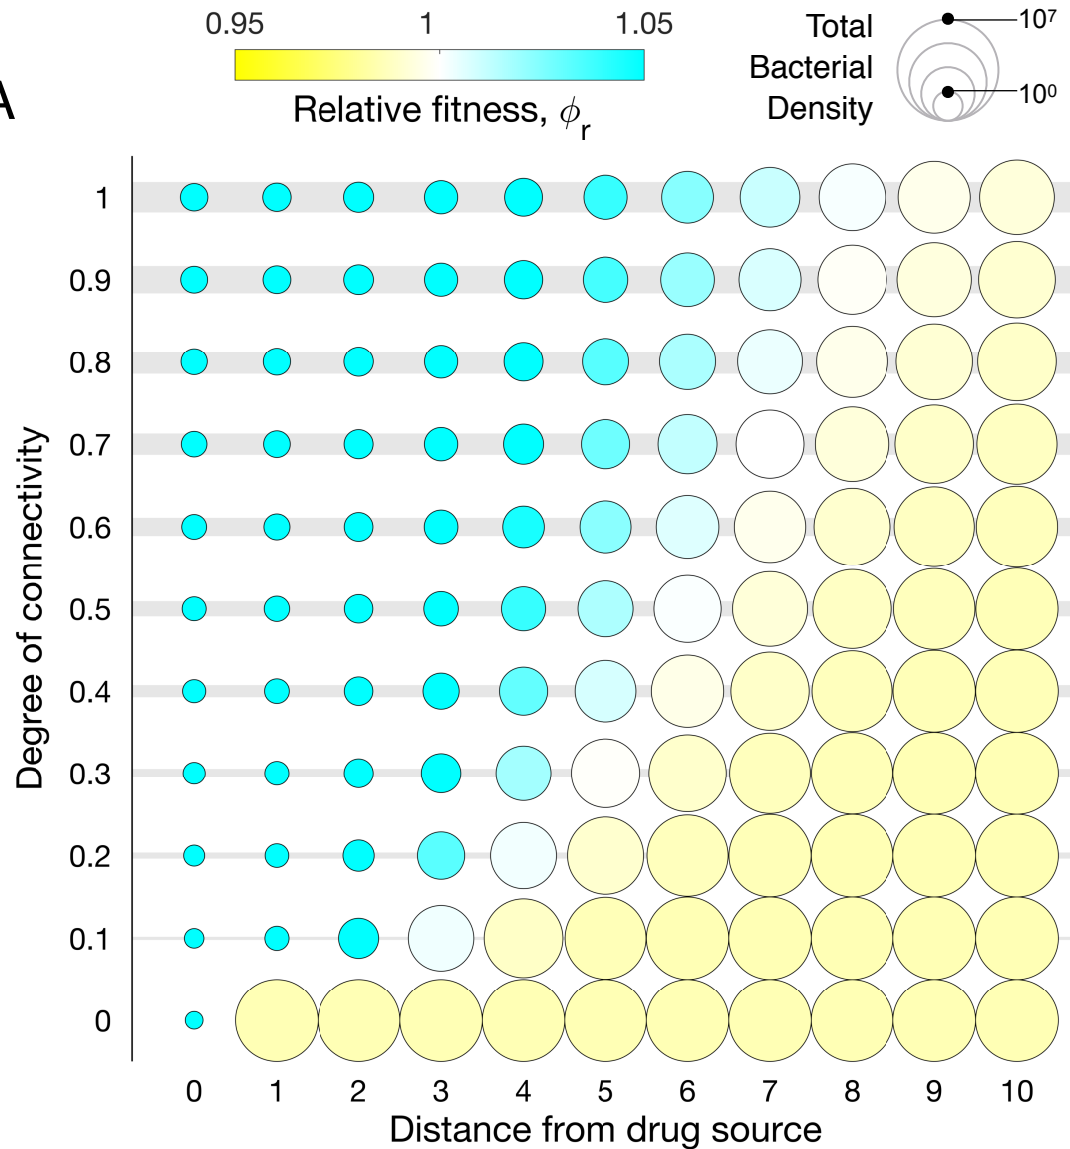 A
0.95 1 1.05
Relative fitness, ϕr
Total
Bacterial
Density
10⁷
10⁰
Degree of connectivity
1
0.9
0.8
0.7
0.6
0.5
0.4
0.3
0.2
0.1
0
0 1 2 3 4 5 6 7 8 9 10
Distance from drug source